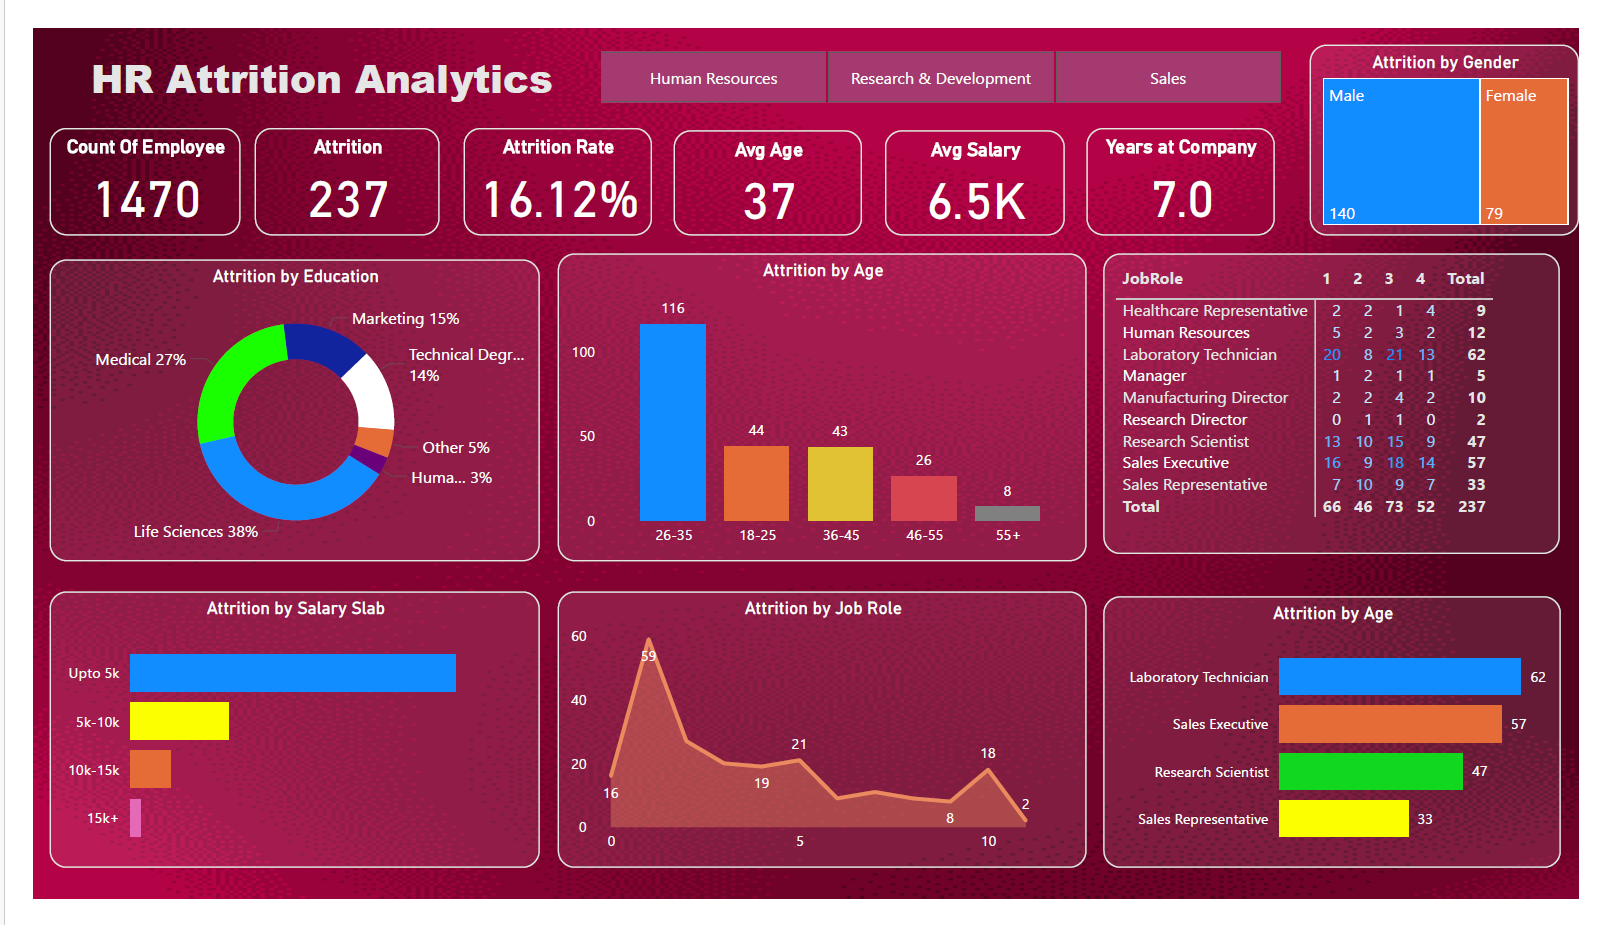 HR Attrition Analytics
Human Resources
Research & Development
Sales
Attrition by Gender
Male
Female
140
79
Count Of Employee
1470
Attrition
237
Attrition Rate
16.12%
Avg Age
37
Avg Salary
6.5K
Years at Company
7.0
Attrition by Education
Marketing 15%
Medical 27%
Technical Degr...
14%
Other 5%
Huma... 3%
Life Sciences 38%
Attrition by Age
116
100
44
43
50
26
8
0
26-35
18-25
36-45
46-55
55+
JobRole 1 2 3 4 Total
Healthcare Representative 2 2 1 4 9
Human Resources 5 2 3 2 12
Laboratory Technician 20 8 21 13 62
Manager 1 2 1 1 5
Manufacturing Director 2 2 4 2 10
Research Director 0 1 1 0 2
Research Scientist 13 10 15 9 47
Sales Executive 16 9 18 14 57
Sales Representative 7 10 9 7 33
Total 66 46 73 52 237
Attrition by Salary Slab
Upto 5k
5k-10k
10k-15k
15k+
Attrition by Job Role
60
59
40
21
18
20
19
16
8
2
0
0
5
10
Attrition by Age
Laboratory Technician 62
Sales Executive 57
Research Scientist 47
Sales Representative 33